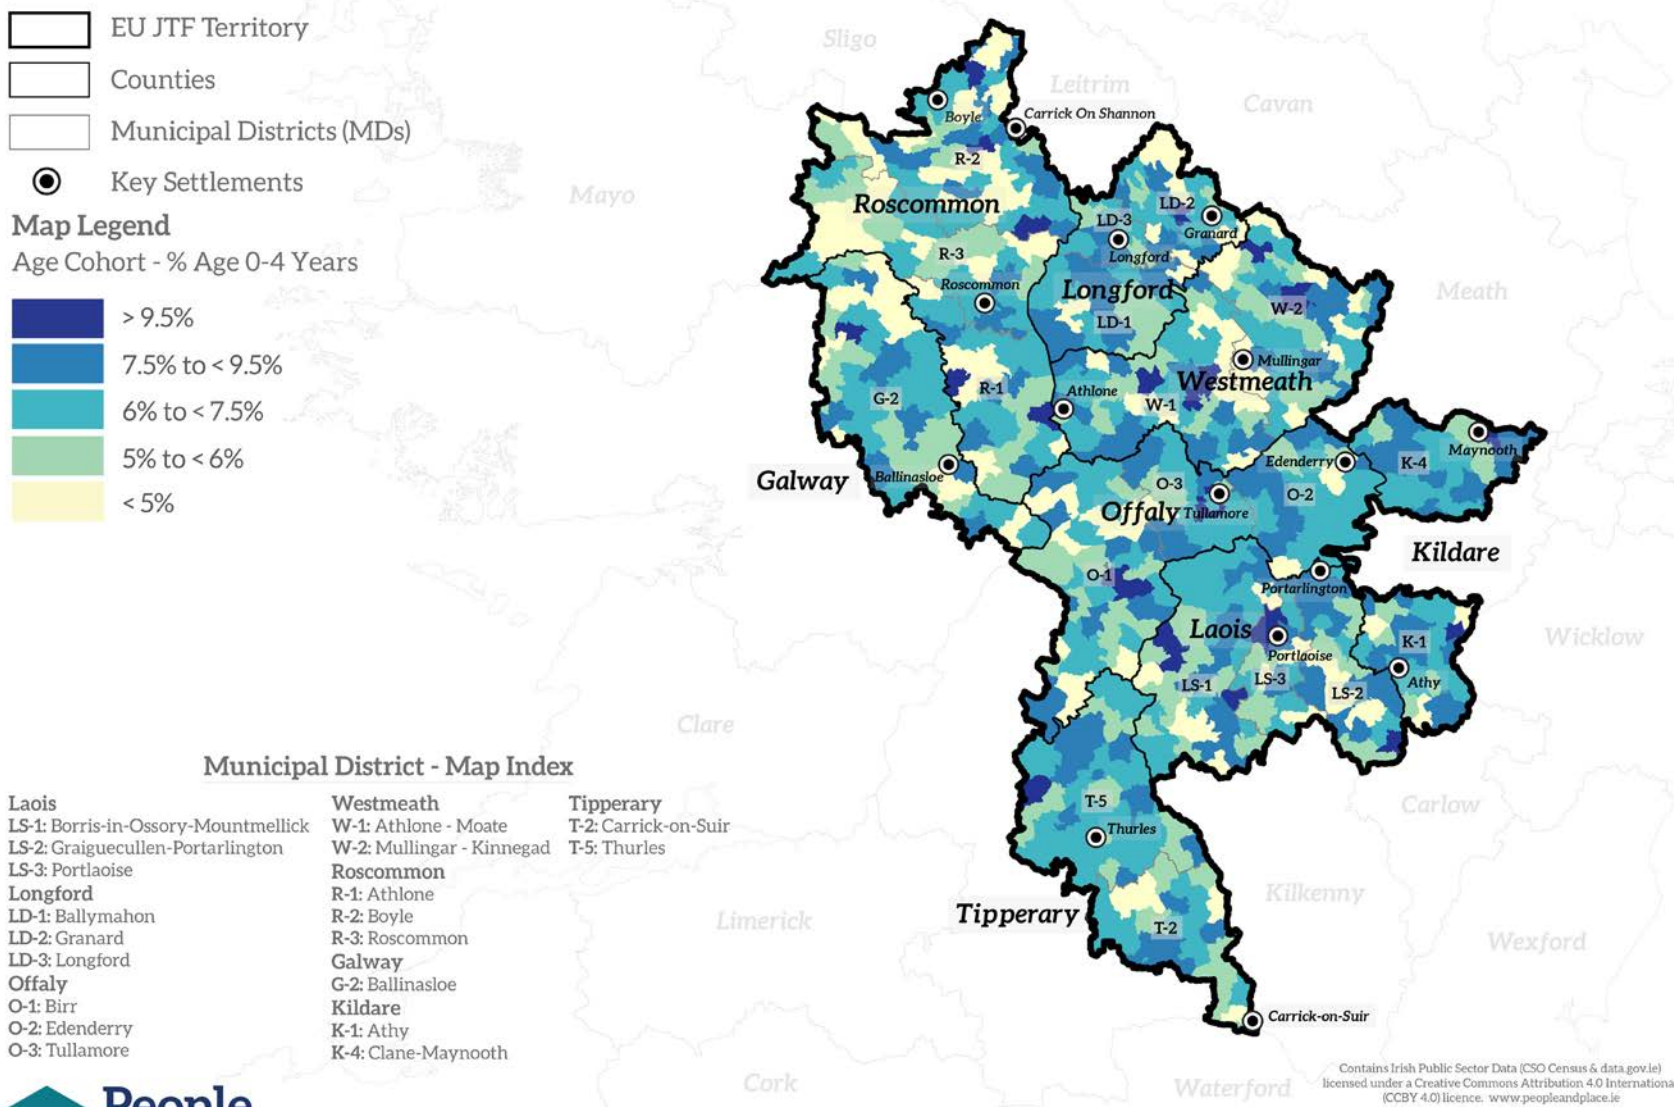 EU JTF Territory
Counties
Municipal Districts (MDs)
Key Settlements
Map Legend
Age Cohort - % Age 0-4 Years
> 9.5%
7.5% to < 9.5%
6% to < 7.5%
5% to < 6%
< 5%
Sligo
Leitrim
Cavan
Mayo
Meath
Clare
Limerick
Cork
Wicklow
Carlow
Kilkenny
Wexford
Waterford
Boyle
Carrick On Shannon
R-2
Roscommon
LD-2
LD-3
Granard
Longford
R-3
Roscommon
Longford
LD-1
W-2
Mullingar
Westmeath
G-2
R-1
Athlone
W-1
Maynooth
K-4
Edenderry
Galway
Ballinasloe
O-3
O-2
Offaly
Tullamore
Kildare
O-1
Portarlington
Laois
Portlaoise
K-1
Athy
LS-1
LS-3
LS-2
T-5
Thurles
Tipperary
T-2
Carrick-on-Suir
Municipal District - Map Index
Laois
LS-1: Borris-in-Ossory-Mountmellick
LS-2: Graiguecullen-Portarlington
LS-3: Portlaoise
Longford
LD-1: Ballymahon
LD-2: Granard
LD-3: Longford
Offaly
O-1: Birr
O-2: Edenderry
O-3: Tullamore
Westmeath
W-1: Athlone - Moate
W-2: Mullingar - Kinnegad
Roscommon
R-1: Athlone
R-2: Boyle
R-3: Roscommon
Galway
G-2: Ballinasloe
Kildare
K-1: Athy
K-4: Clane-Maynooth
Tipperary
T-2: Carrick-on-Suir
T-5: Thurles
People
Contains Irish Public Sector Data (CSO Census & data.gov.ie)
licensed under a Creative Commons Attribution 4.0 Internationa
(CCBY 4.0) licence. www.peopleandplace.ie